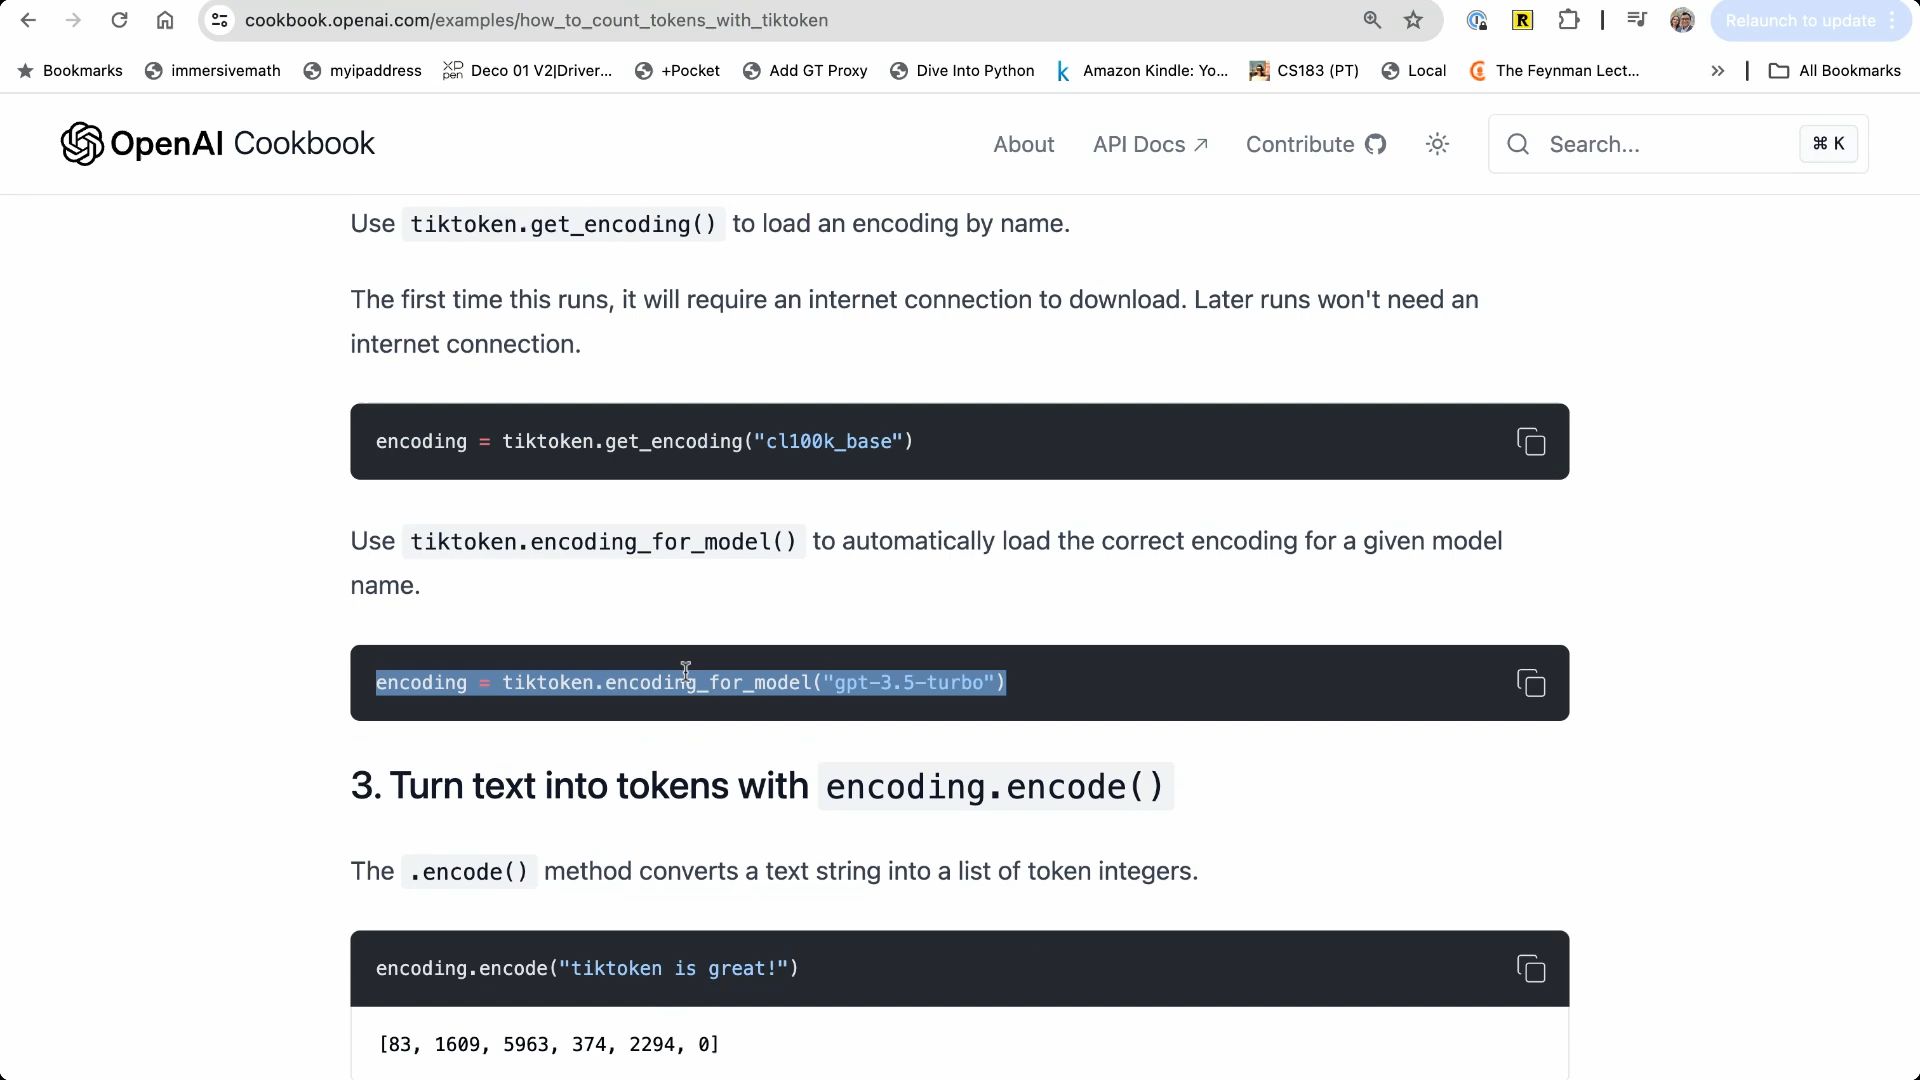 cookbook.openai.com/examples/how_to_count_tokens_with_tiktoken
R
Relaunch to update
Bookmarks
immersivemath
myipaddress
XD pen
Deco 01 V2|Driver...
+Pocket
Add GT Proxy
Dive Into Python
k
Amazon Kindle: Yo...
CS183 (PT)
Local
The Feynman Lect...
»
All Bookmarks
OpenAI Cookbook
About
API Docs ↗
Contribute
Search...
⌘ K
Use tiktoken.get_encoding() to load an encoding by name.
The first time this runs, it will require an internet connection to download. Later runs won't need an
internet connection.
encoding = tiktoken.get_encoding("cl100k_base")
Use tiktoken.encoding_for_model() to automatically load the correct encoding for a given model
name.
encoding = tiktoken.encoding_for_model("gpt-3.5-turbo")
3. Turn text into tokens with encoding.encode()
The .encode() method converts a text string into a list of token integers.
encoding.encode("tiktoken is great!")
[83, 1609, 5963, 374, 2294, 0]